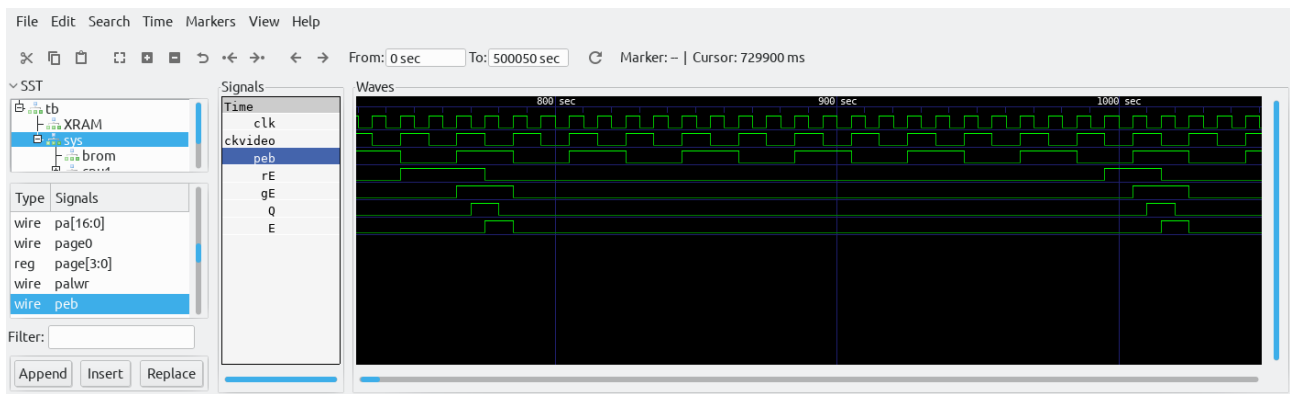 File Edit Search Time Markers View Help
From: 0 sec To: 500050 sec Marker: -- | Cursor: 729900 ms
SST
tb
XRAM
sys
brom
Type Signals
wire pa[16:0]
wire page0
reg page[3:0]
wire palwr
wire peb
Filter:
Append Insert Replace
Signals
Time
clk
ckvideo
peb
rE
gE
Q
E
Waves
800 sec 900 sec 1000 sec